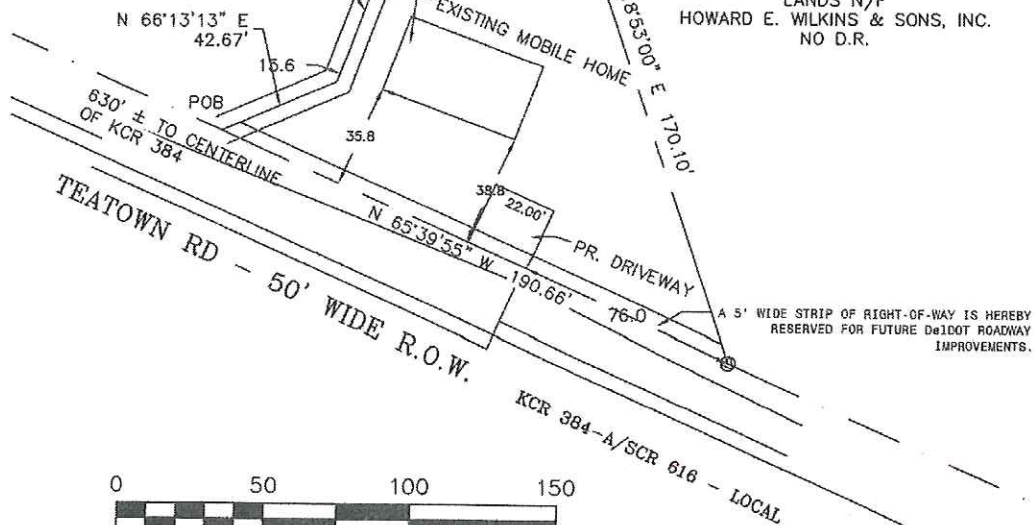 LANDS N/F
HOWARD E. WILKINS & SONS, INC.
NO D.R.
N 66°13'13" E
42.67'
EXISTING MOBILE HOME
8°53'00" E 170.10'
15.6
POB
630' ± TO CENTERLINE
OF KCR 384
35.8
38.8
22.00'
N 65°39'55" W 190.66'
PR. DRIVEWAY
76.0
A 5' WIDE STRIP OF RIGHT-OF-WAY IS HEREBY
RESERVED FOR FUTURE DelDOT ROADWAY
IMPROVEMENTS.
TEATOWN RD - 50' WIDE R.O.W.
KCR 384-A/SCR 616 - LOCAL
0 50 100 150